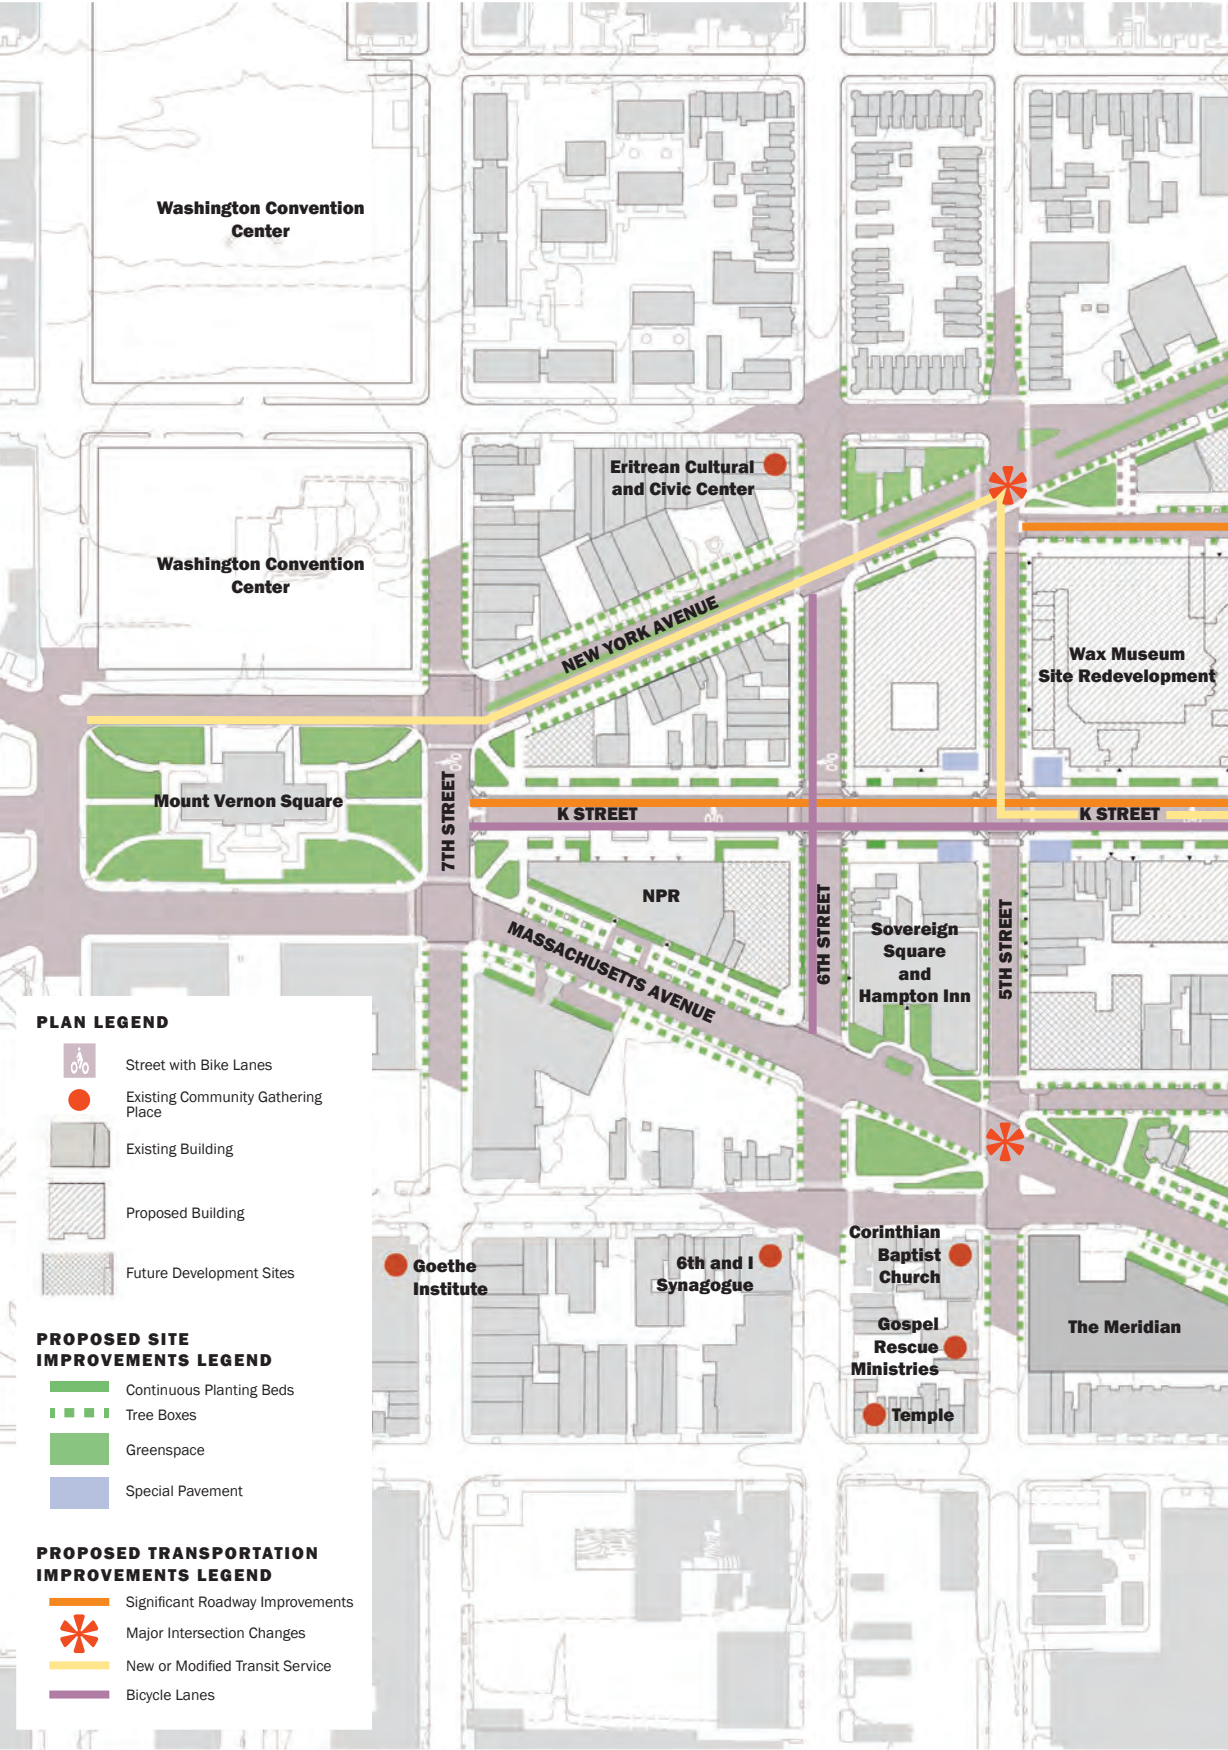 Washington Convention
Center
Eritrean Cultural
and Civic Center
Washington Convention
Center
NEW YORK AVENUE
Wax Museum
Site Redevelopment
Mount Vernon Square
7TH STREET
K STREET
K STREET
NPR
MASSACHUSETTS AVENUE
6TH STREET
Sovereign
Square
and
Hampton Inn
5TH STREET
Goethe
Institute
6th and I
Synagogue
Corinthian
Baptist
Church
Gospel
Rescue
Ministries
Temple
The Meridian
PLAN LEGEND
Street with Bike Lanes
Existing Community Gathering
Place
Existing Building
Proposed Building
Future Development Sites
PROPOSED SITE
IMPROVEMENTS LEGEND
Continuous Planting Beds
Tree Boxes
Greenspace
Special Pavement
PROPOSED TRANSPORTATION
IMPROVEMENTS LEGEND
Significant Roadway Improvements
Major Intersection Changes
New or Modified Transit Service
Bicycle Lanes